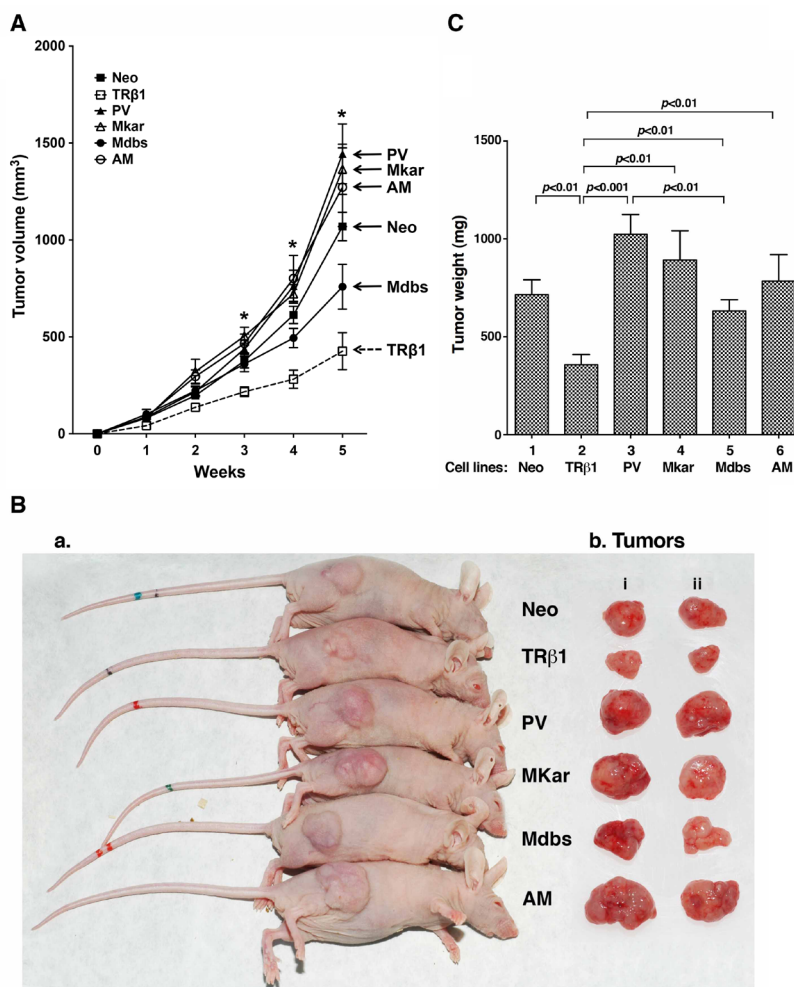 A
2000
1500
1000
500
0
Tumor volume (mm³)
Neo
TRβ1
PV
Mkar
Mdbs
AM
*
*
*
PV
Mkar
AM
Neo
Mdbs
TRβ1
0 1 2 3 4 5
Weeks
C
p<0.01
p<0.01
p<0.01
p<0.01 p<0.001 p<0.01
1500
1000
500
0
Tumor weight (mg)
1 2 3 4 5 6
Cell lines: Neo TRβ1 PV Mkar Mdbs AM
B
a. b. Tumors
i ii
Neo
TRβ1
PV
MKar
Mdbs
AM